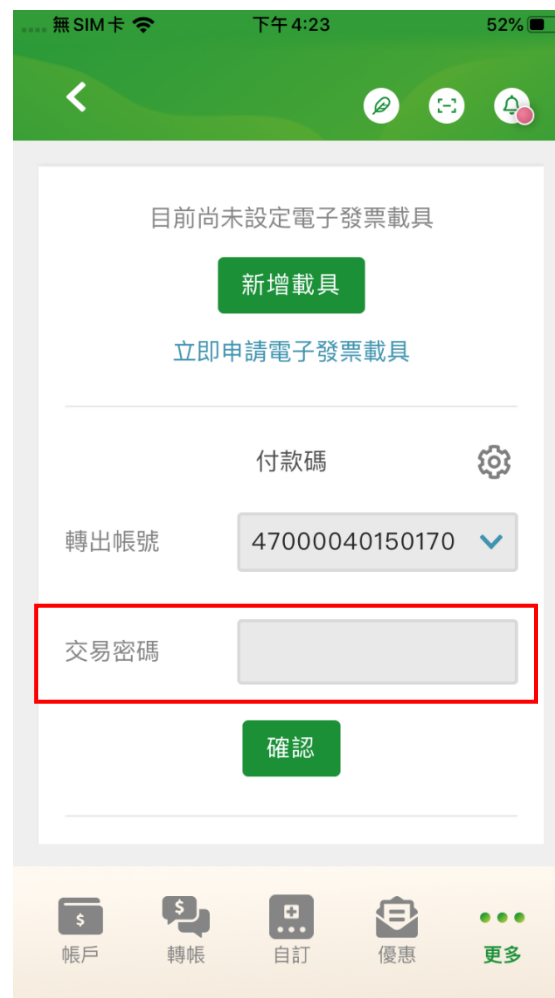 無SIM卡 下午4:23 52%
目前尚未設定電子發票載具
新增載具
立即申請電子發票載具
付款碼
轉出帳號 47000040150170
交易密碼
確認
帳戶 轉帳 自訂 優惠 更多